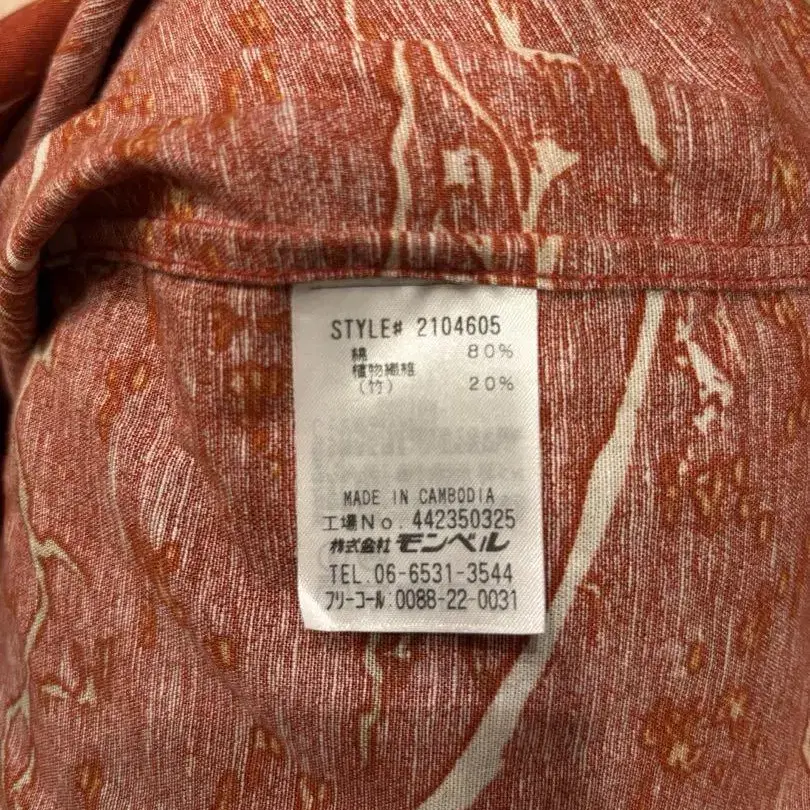 STYLE# 2104605
綿 80%
植物繊維
(竹) 20%
MADE IN CAMBODIA
工場No. 442350325
株式会社 モンベル
TEL.06-6531-3544
フリーコール:0088-22-0031